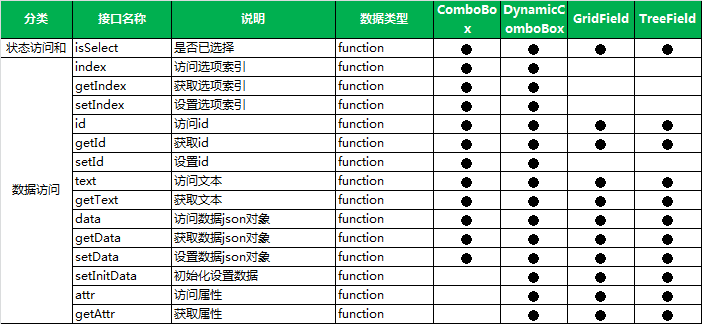 分类 接口名称 说明 数据类型 ComboBox DynamicComboBox GridField TreeField
状态访问和 isSelect 是否已选择 function ● ● ● ●
index 访问选项索引 function ● ●
getIndex 获取选项索引 function ● ●
setIndex 设置选项索引 function ● ●
id 访问id function ● ● ● ●
getId 获取id function ● ● ● ●
setId 设置id function ● ●
数据访问 text 访问文本 function ● ● ● ●
getText 获取文本 function ● ● ● ●
data 访问数据json对象 function ● ● ● ●
getData 获取数据json对象 function ● ● ● ●
setData 设置数据json对象 function ● ● ● ●
setInitData 初始化设置数据 function ● ● ●
attr 访问属性 function ● ● ●
getAttr 获取属性 function ● ● ●